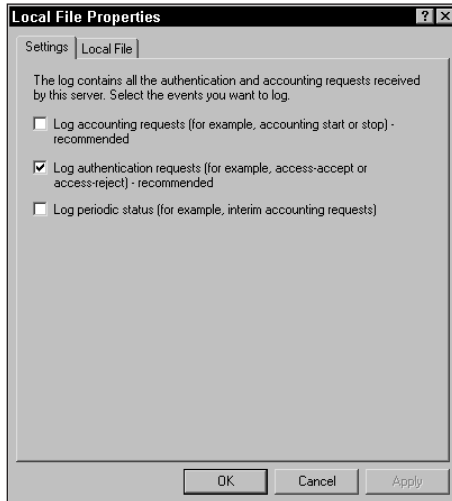 Local File Properties
Settings
Local File
The log contains all the authentication and accounting requests received
by this server. Select the events you want to log.
Log accounting requests (for example, accounting start or stop) -
recommended
Log authentication requests (for example, access-accept or
access-reject) - recommended
Log periodic status (for example, interim accounting requests)
OK
Cancel
Apply